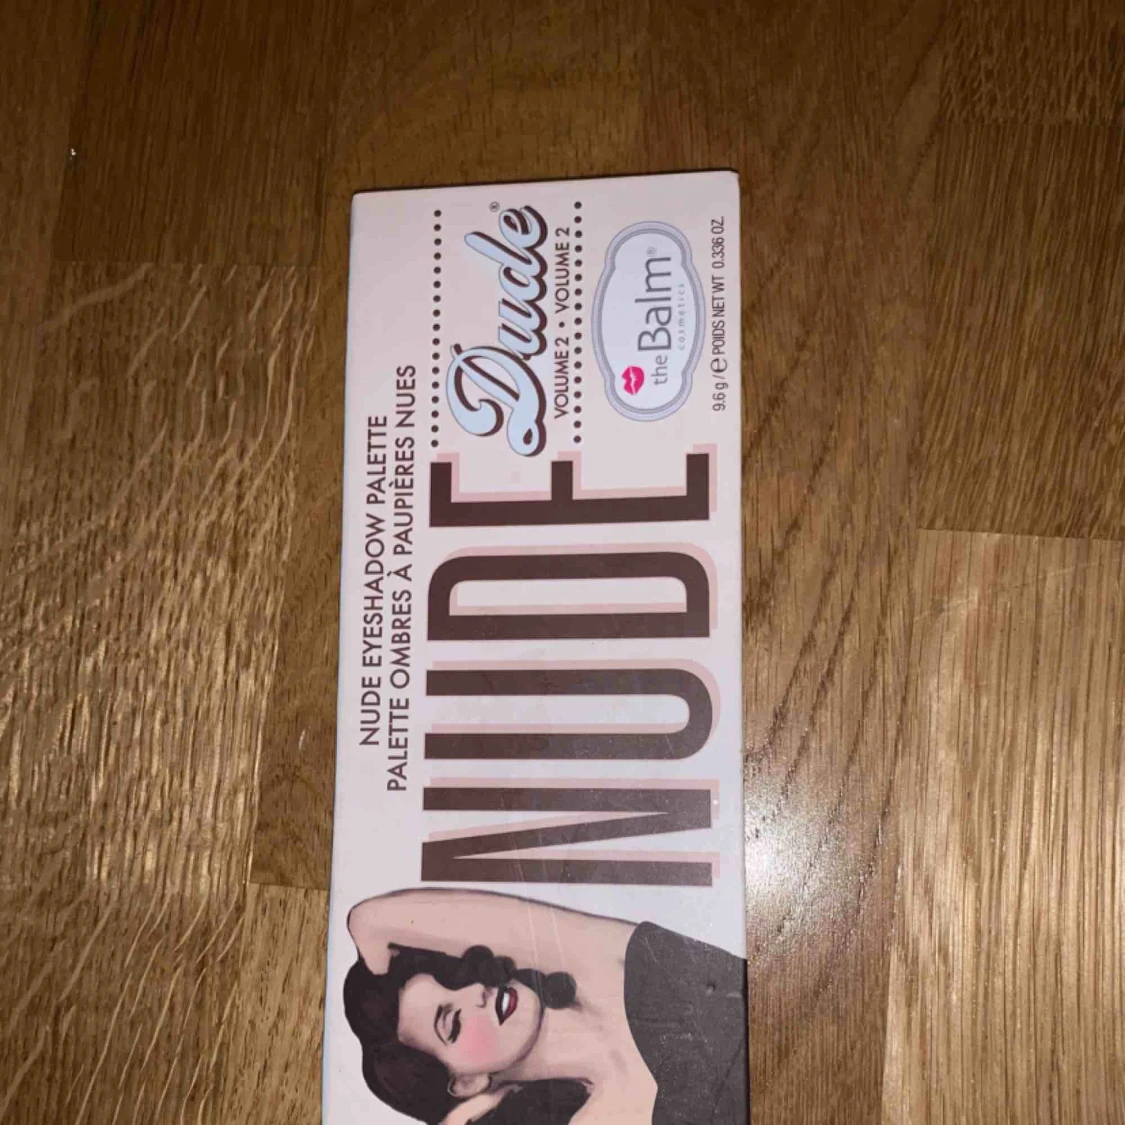 NUDE EYESHADOW PALETTE
PALETTE OMBRES À PAUPIÈRES NUES
NUDE
Dude®
VOLUME 2 • VOLUME 2
the Balm®
cosmetics
9.6 g / ℮ POIDS NET WT 0.336 OZ.